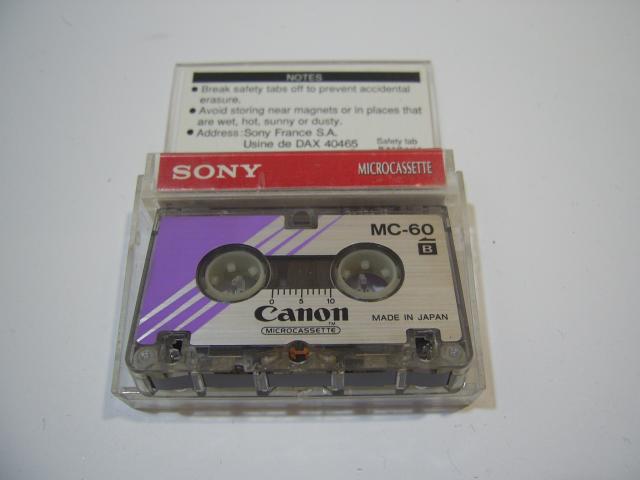 NOTES
● Break safety tabs off to prevent accidental
erasure.
● Avoid storing near magnets or in places that
are wet, hot, sunny or dusty.
● Address: Sony France S.A.
Usine de DAX 40465
Safety tab
SONY
MICROCASSETTE
MC-60
B
0 5 10
Canon
TM
MICROCASSETTE
MADE IN JAPAN